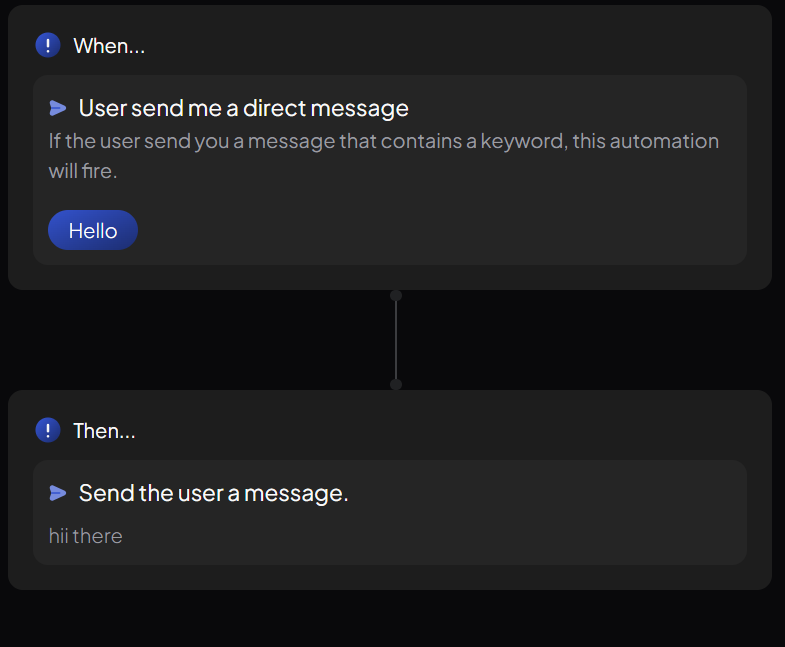 When...
User send me a direct message
If the user send you a message that contains a keyword, this automation
will fire.
Hello
Then...
Send the user a message.
hii there